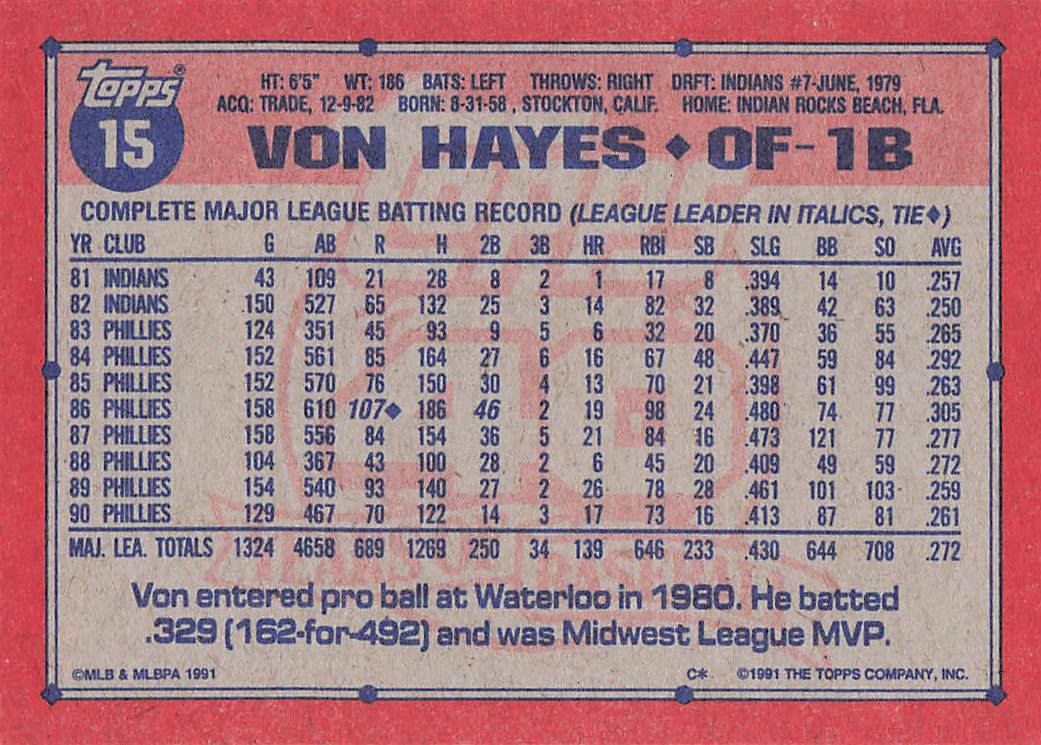 Topps®
15
HT: 6'5" WT: 186 BATS: LEFT THROWS: RIGHT DRFT: INDIANS #7-JUNE, 1979
ACQ: TRADE, 12-9-82 BORN: 8-31-58, STOCKTON, CALIF. HOME: INDIAN ROCKS BEACH, FLA.
VON HAYES ♦ OF-1B
COMPLETE MAJOR LEAGUE BATTING RECORD (LEAGUE LEADER IN ITALICS, TIE♦)
YR CLUB G AB R H 2B 3B HR RBI SB SLG BB SO AVG
81 INDIANS 43 109 21 28 8 2 1 17 8 .394 14 10 .257
82 INDIANS 150 527 65 132 25 3 14 82 32 .389 42 63 .250
83 PHILLIES 124 351 45 93 9 5 6 32 20 .370 36 55 .265
84 PHILLIES 152 561 85 164 27 6 16 67 48 .447 59 84 .292
85 PHILLIES 152 570 76 150 30 4 13 70 21 .398 61 99 .263
86 PHILLIES 158 610 107♦ 186 46 2 19 98 24 .480 74 77 .305
87 PHILLIES 158 556 84 154 36 5 21 84 16 .473 121 77 .277
88 PHILLIES 104 367 43 100 28 2 6 45 20 .409 49 59 .272
89 PHILLIES 154 540 93 140 27 2 26 78 28 .461 101 103 .259
90 PHILLIES 129 467 70 122 14 3 17 73 16 .413 87 81 .261
MAJ. LEA. TOTALS 1324 4658 689 1269 250 34 139 646 233 .430 644 708 .272
Topps
40
YEARS OF BASEBALL
Von entered pro ball at Waterloo in 1980. He batted
.329 (162-for-492) and was Midwest League MVP.
©MLB & MLBPA 1991 C* ©1991 THE TOPPS COMPANY, INC.